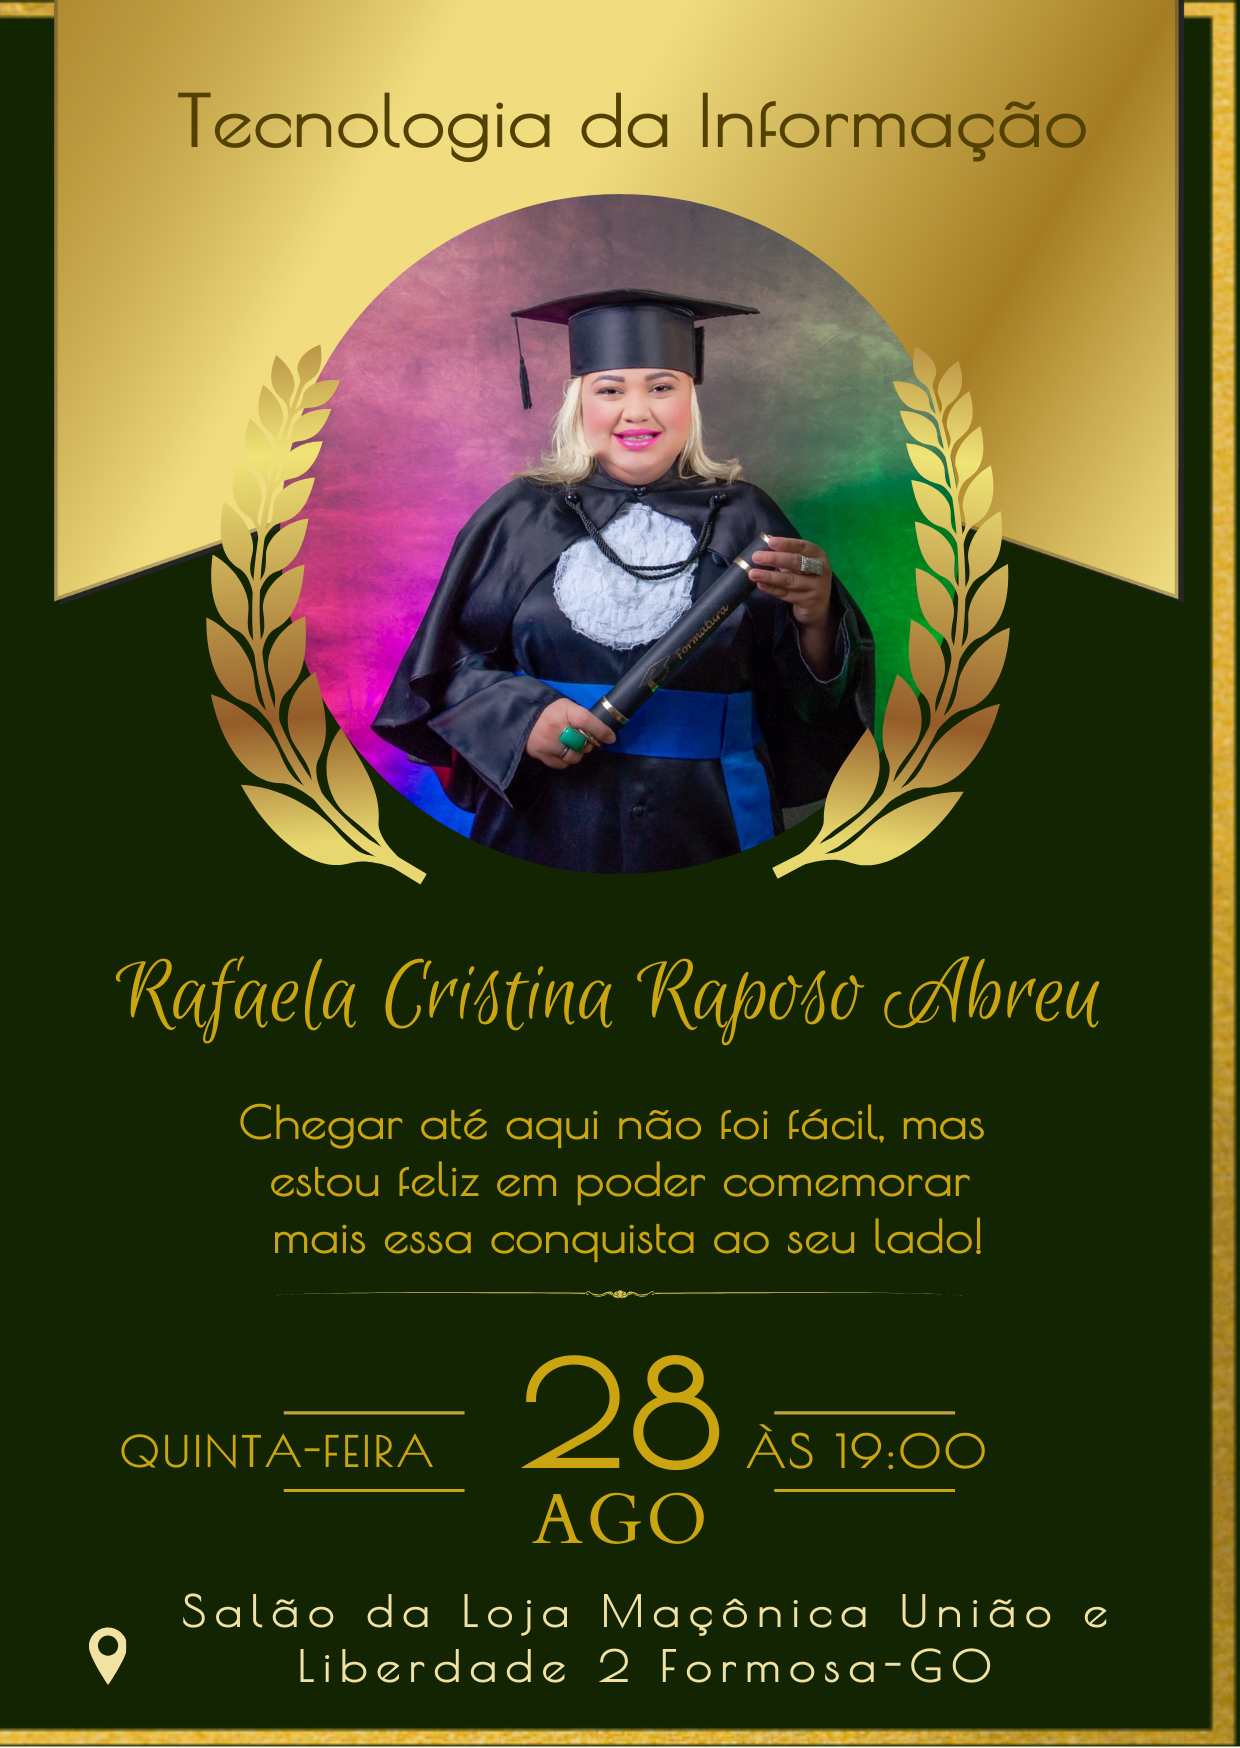 Tecnologia da Informação
Formatura
Rafaela Cristina Raposo Abreu
Chegar até aqui não foi fácil, mas
estou feliz em poder comemorar
mais essa conquista ao seu lado!
QUINTA-FEIRA
28
ÀS 19:00
AGO
Salão da Loja Maçônica União e
Liberdade 2 Formosa-GO